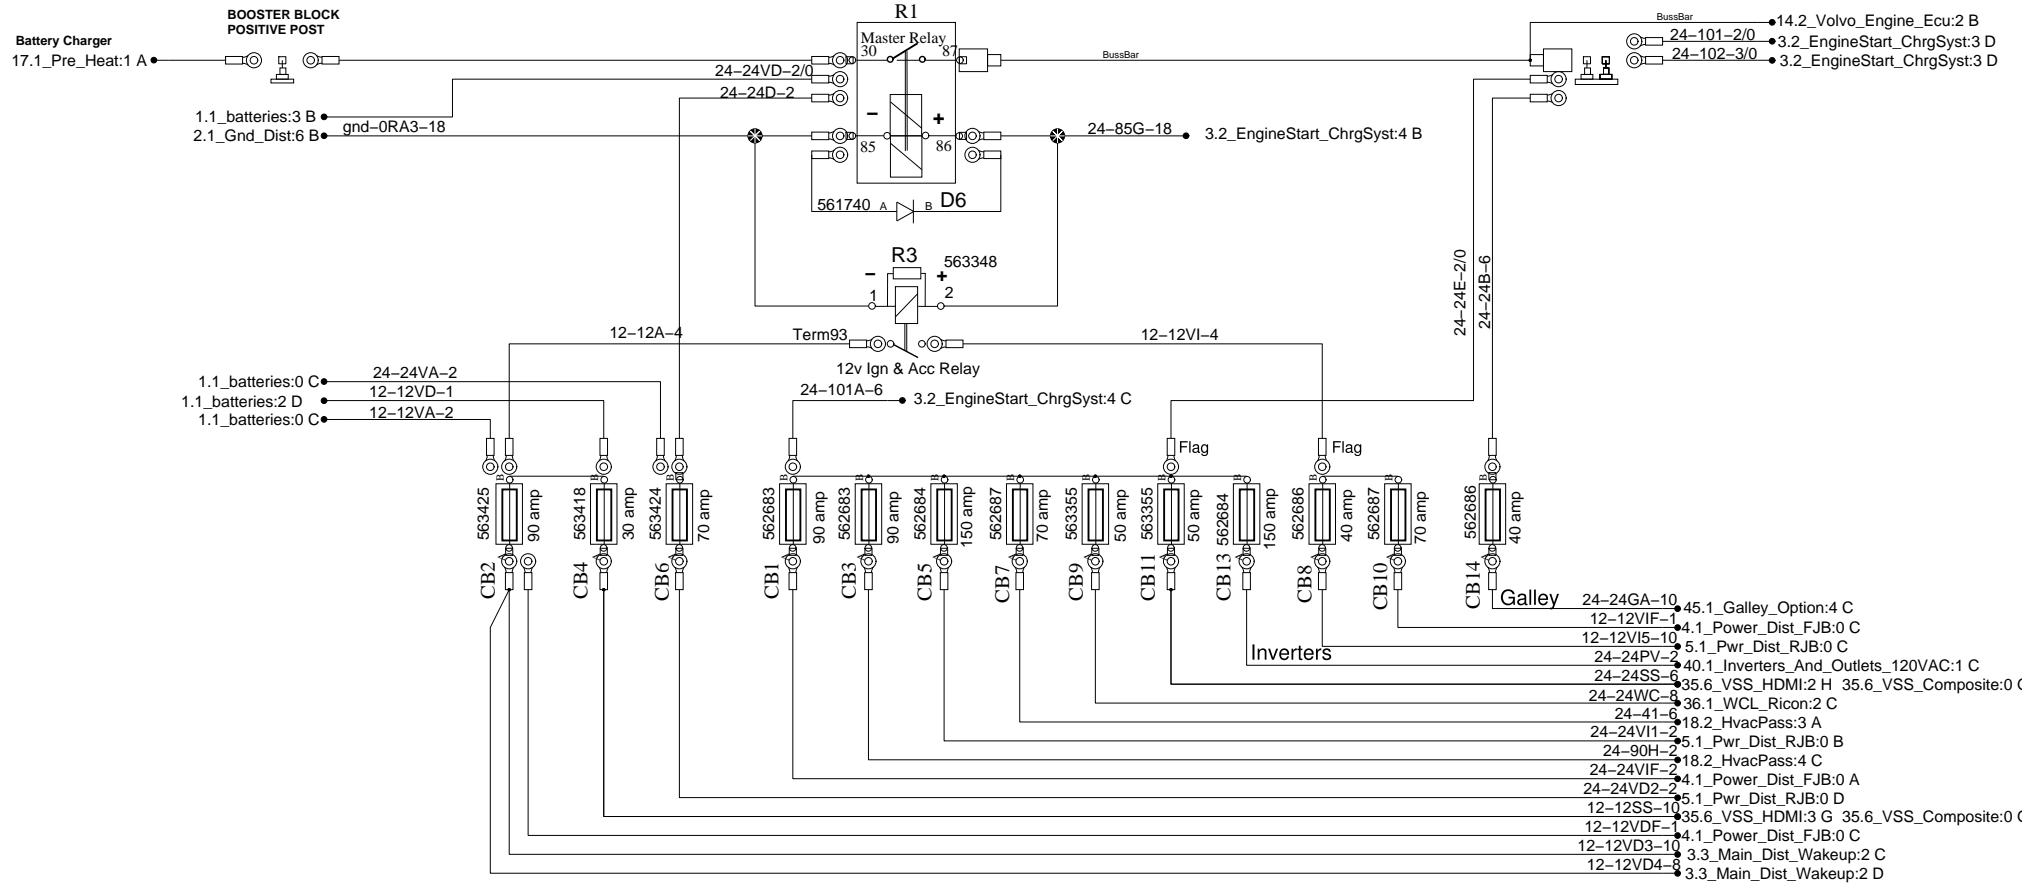 BOOSTER BLOCK
POSITIVE POST
Battery Charger
17.1_Pre_Heat:1 A
R1
Master Relay
30
87
BussBar
BussBar
14.2_Volvo_Engine_Ecu:2 B
24-101-2/0
3.2_EngineStart_ChrgSyst:3 D
24-102-3/0
3.2_EngineStart_ChrgSyst:3 D
24-24VD-2/0
24-24D-2
1.1_batteries:3 B
2.1_Gnd_Dist:6 B
gnd-0RA3-18
- +
85
86
24-85G-18
3.2_EngineStart_ChrgSyst:4 B
561740 A B D6
R3
- +
563348
1 2
24-24E-2/0
24-24B-6
12-12A-4
Term93
12-12VI-4
12v Ign & Acc Relay
1.1_batteries:0 C
24-24VA-2
1.1_batteries:2 D
12-12VD-1
1.1_batteries:0 C
12-12VA-2
24-101A-6
3.2_EngineStart_ChrgSyst:4 C
Flag
Flag
B B B B B B B B B B B B B
563425 90 amp
563418 30 amp
563424 70 amp
562683 90 amp
562683 90 amp
562684 150 amp
562687 70 amp
563355 50 amp
563355 50 amp
562684 150 amp
562686 40 amp
562687 70 amp
562686 40 amp
A A A A A A A A A A A A A
CB2
CB4
CB6
CB1
CB3
CB5
CB7
CB9
CB11
CB13
CB8
CB10
CB14
Galley
24-24GA-10
45.1_Galley_Option:4 C
12-12VIF-1
4.1_Power_Dist_FJB:0 C
12-12VI5-10
5.1_Pwr_Dist_RJB:0 C
Inverters
24-24PV-2
40.1_Inverters_And_Outlets_120VAC:1 C
24-24SS-6
35.6_VSS_HDMI:2 H 35.6_VSS_Composite:0
24-24WC-8
36.1_WCL_Ricon:2 C
24-41-6
18.2_HvacPass:3 A
24-24VI1-2
5.1_Pwr_Dist_RJB:0 B
24-90H-2
18.2_HvacPass:4 C
24-24VIF-2
4.1_Power_Dist_FJB:0 A
24-24VD2-2
5.1_Pwr_Dist_RJB:0 D
12-12SS-10
35.6_VSS_HDMI:3 G 35.6_VSS_Composite:0
12-12VDF-1
4.1_Power_Dist_FJB:0 C
12-12VD3-10
3.3_Main_Dist_Wakeup:2 C
12-12VD4-8
3.3_Main_Dist_Wakeup:2 D